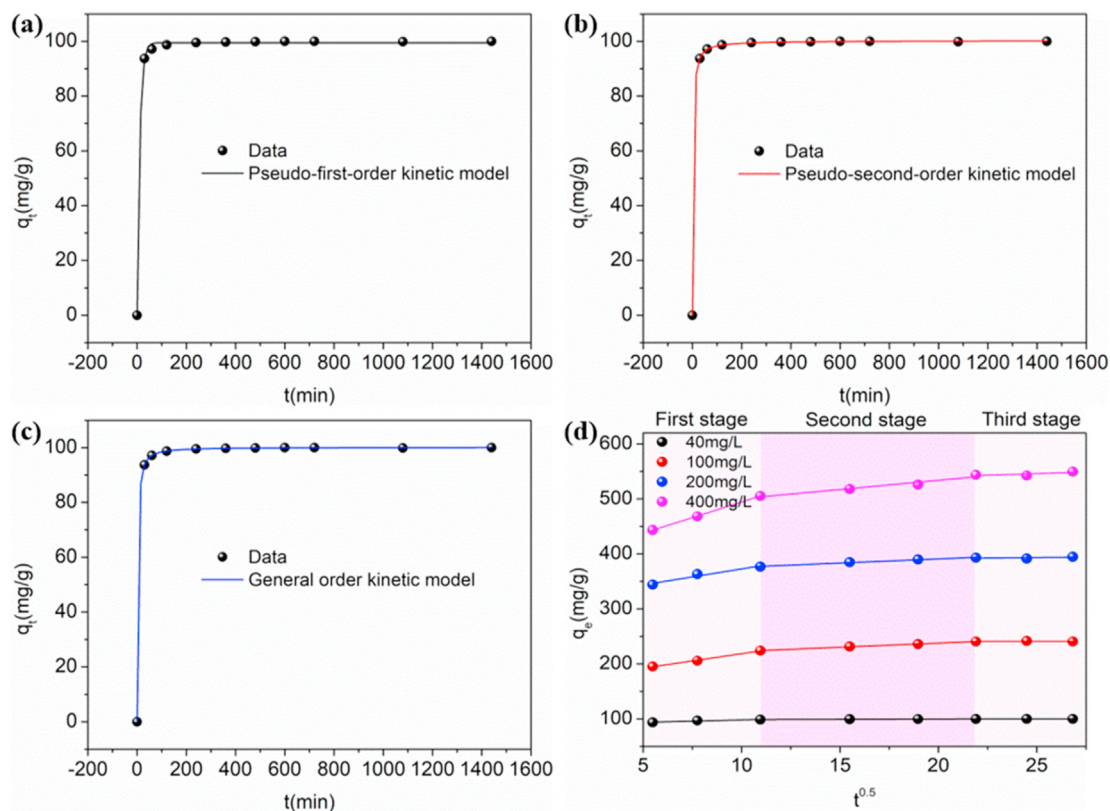 (a)
100
80
60
40
20
0
q_t(mg/g)
Data
Pseudo-first-order kinetic model
-200 0 200 400 600 800 1000 1200 1400 1600
t(min)
(b)
100
80
60
40
20
0
q_t(mg/g)
Data
Pseudo-second-order kinetic model
-200 0 200 400 600 800 1000 1200 1400 1600
t(min)
(c)
100
80
60
40
20
0
q_t(mg/g)
Data
General order kinetic model
-200 0 200 400 600 800 1000 1200 1400 1600
t(min)
(d)
First stage Second stage Third stage
600
500
400
300
200
100
q_e(mg/g)
40mg/L
100mg/L
200mg/L
400mg/L
5 10 15 20 25
t^0.5